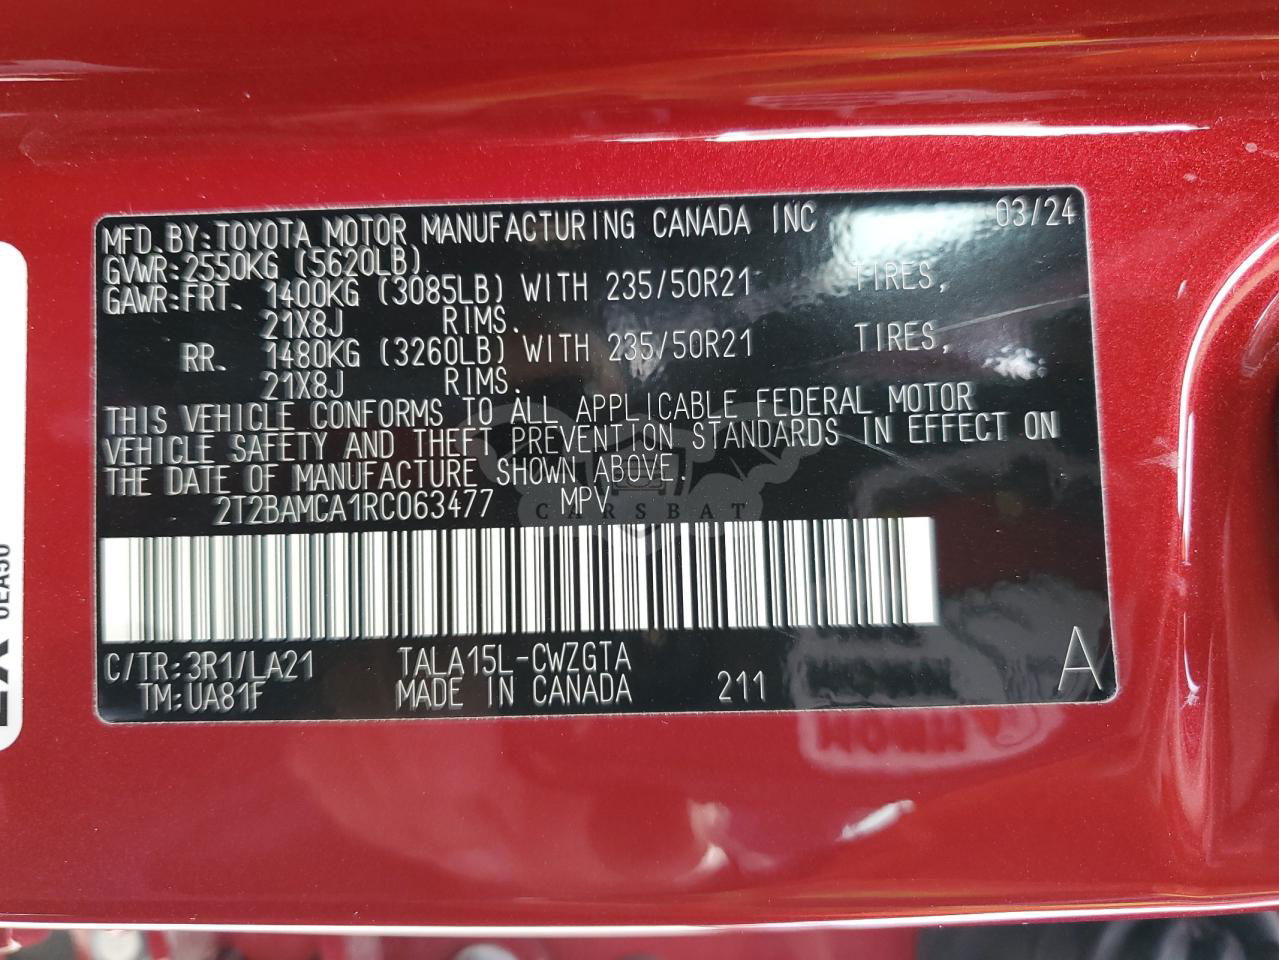 MFD. BY: TOYOTA MOTOR MANUFACTURING CANADA INC 03/24
GVWR: 2550KG (5620LB)
GAWR: FRT. 1400KG (3085LB) WITH 235/50R21 TIRES,
21X8J RIMS.
RR. 1480KG (3260LB) WITH 235/50R21 TIRES,
21X8J RIMS.
THIS VEHICLE CONFORMS TO ALL APPLICABLE FEDERAL MOTOR
VEHICLE SAFETY AND THEFT PREVENTION STANDARDS IN EFFECT ON
THE DATE OF MANUFACTURE SHOWN ABOVE.
2T2BAMCA1RC063477 MPV
CARSBAT
C/TR: 3R1/LA21 TALA15L-CWZGTA A
TM: UA81F MADE IN CANADA 211